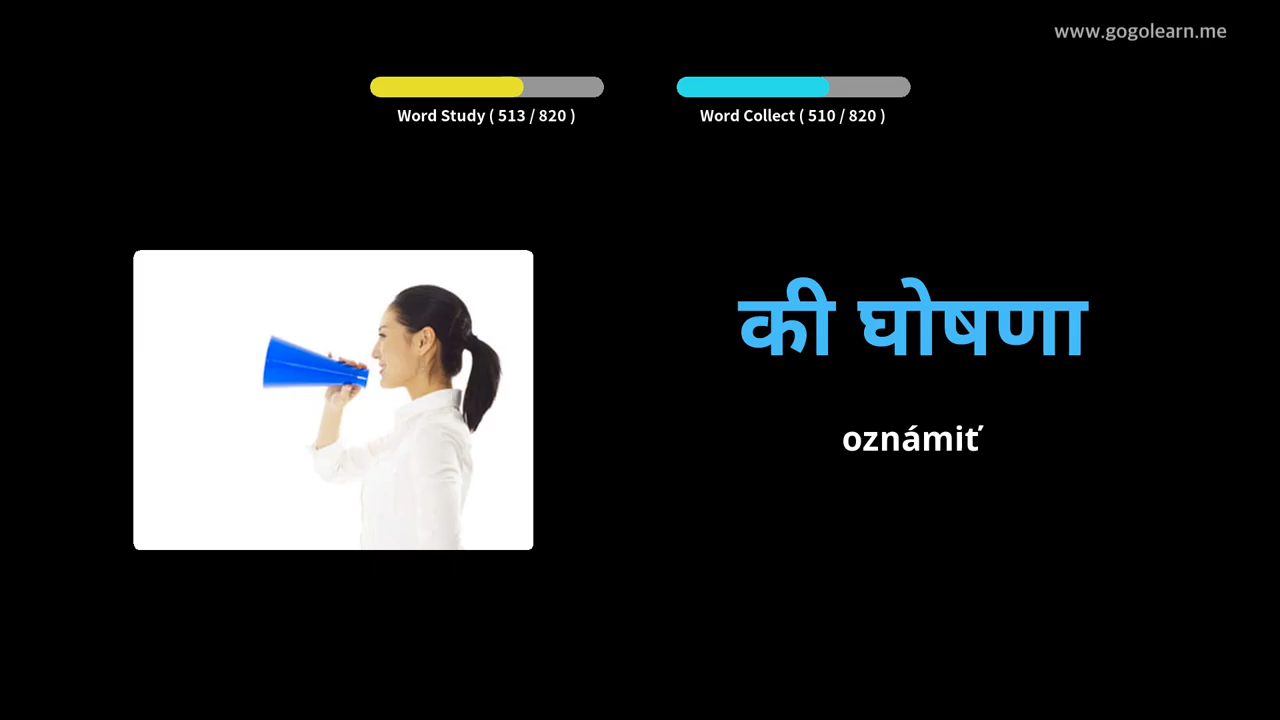 www.gogolearn.me
Word Study ( 513 / 820 )
Word Collect ( 510 / 820 )
की घोषणा
oznámiť